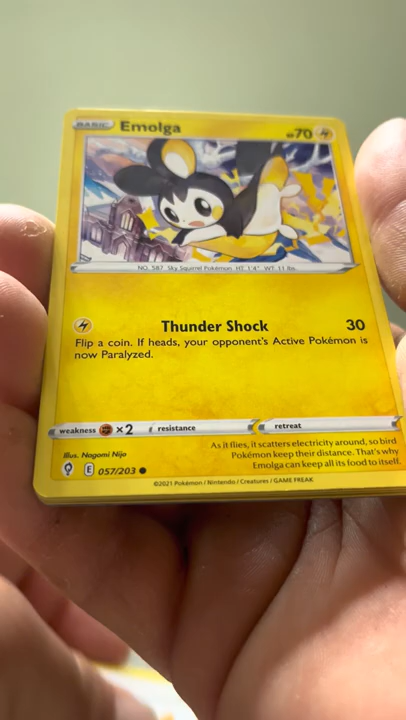 BASIC Emolga HP70
NO. 587 Sky Squirrel Pokémon HT: 1'4" WT: 11 lbs.
Thunder Shock 30
Flip a coin. If heads, your opponent's Active Pokémon is
now Paralyzed.
weakness ×2 resistance retreat
As it flies, it scatters electricity around, so bird
Pokémon keep their distance. That's why
Emolga can keep all its food to itself.
Illus. Nagomi Nijo
E 057/203
©2021 Pokémon / Nintendo / Creatures / GAME FREAK